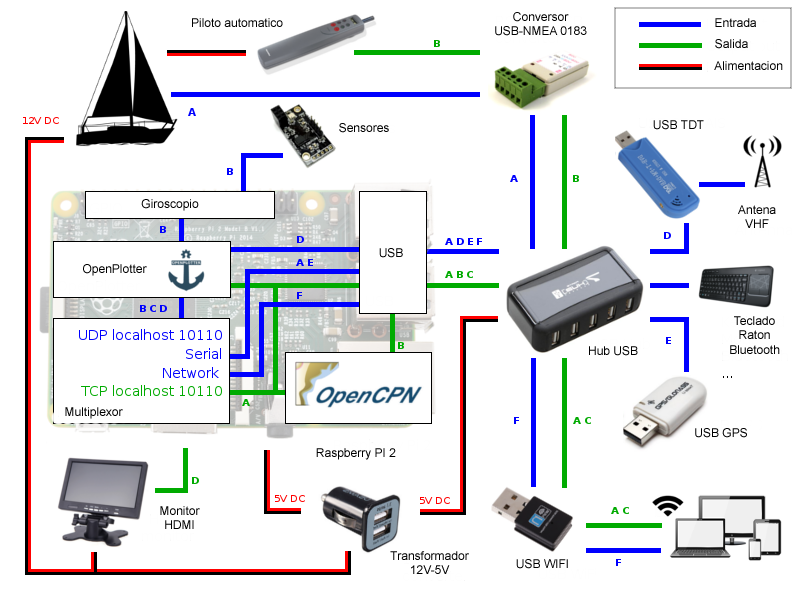 Piloto automatico
Conversor
USB-NMEA 0183
Entrada
Salida
Alimentacion
B
A
12V DC
Sensores
USB TDT
B
A
B
Antena
VHF
Giroscopio
B
D
OpenPlotter
USB
D
A D E F
A E
A B C
F
B C D
UDP localhost 10110
Serial
Network
TCP localhost 10110
Multiplexor
A
B
OpenCPN
Hub USB
Teclado
Raton
Bluetooth
E
...
USB GPS
F
A C
Raspberry PI 2
D
Monitor
HDMI
5V DC
5V DC
Transformador
12V-5V
USB WIFI
A C
F